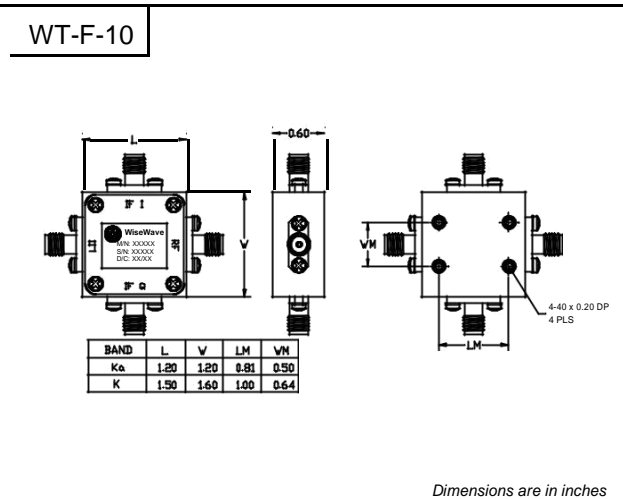 WT-F-10
L
0.60
IF I
WiseWave
M/N: XXXXX
S/N: XXXXX
D/C: XX/XX
RF
W
WM
IF Q
4-40 x 0.20 DP
4 PLS
LM
BAND L W LM WM
Ka 1.20 1.20 0.81 0.50
K 1.50 1.60 1.00 0.64
Dimensions are in inches